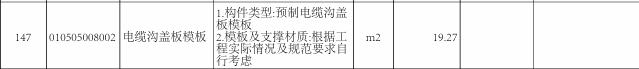 147 010505008002 电缆沟盖板模板 1.构件类型:预制电缆沟盖
板模板
2.模板及支撑材质:根据工
程实际情况及规范要求自
行考虑 m2 19.27